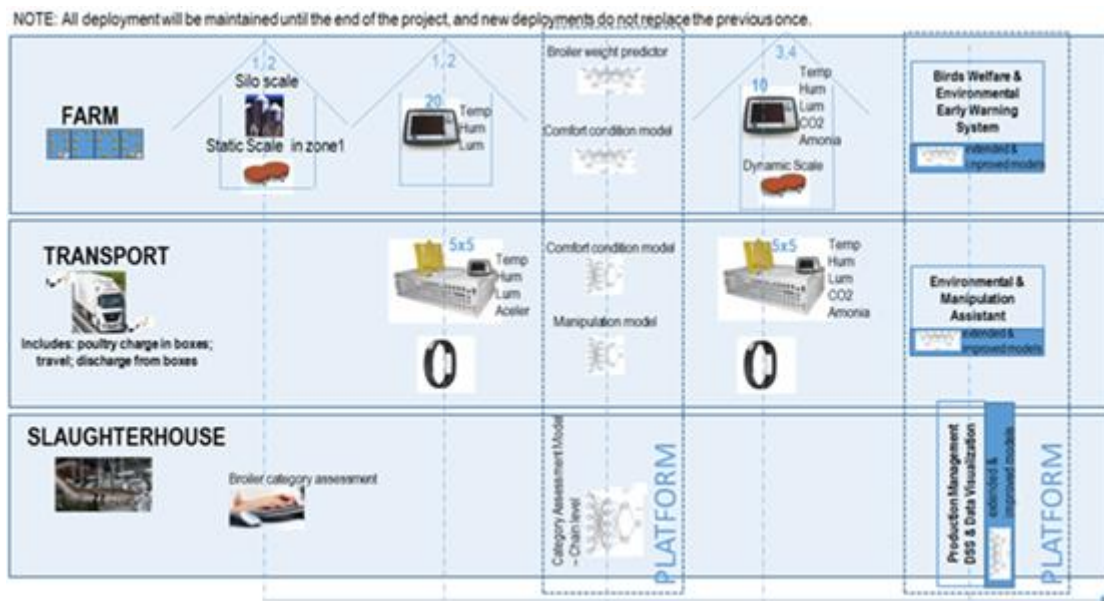 NOTE: All deployment will be maintained until the end of the project, and new deployments do not replace the previous once.
FARM
1, 2
Silo scale
Static Scale in zone1
1, 2
20
Temp
Hum
Lum
Broiler weight predictor
Comfort condition model
3,4
10
Temp
Hum
Lum
CO2
Amonia
Dynamic Scale
Birds Welfare &
Environmental
Early Warning
System
extended &
improved models
TRANSPORT
Includes: poultry charge in boxes;
travel; discharge from boxes
5x5
Temp
Hum
Lum
Aceler
Comfort condition model
Manipulation model
5x5
Temp
Hum
Lum
CO2
Amonia
Environmental &
Manipulation
Assistant
extended &
improved models
SLAUGHTERHOUSE
Broiler category assessment
Category Assessment Model
– Chain level
PLATFORM
Production Management
DSS & Data Visualization
extended &
improved models
PLATFORM